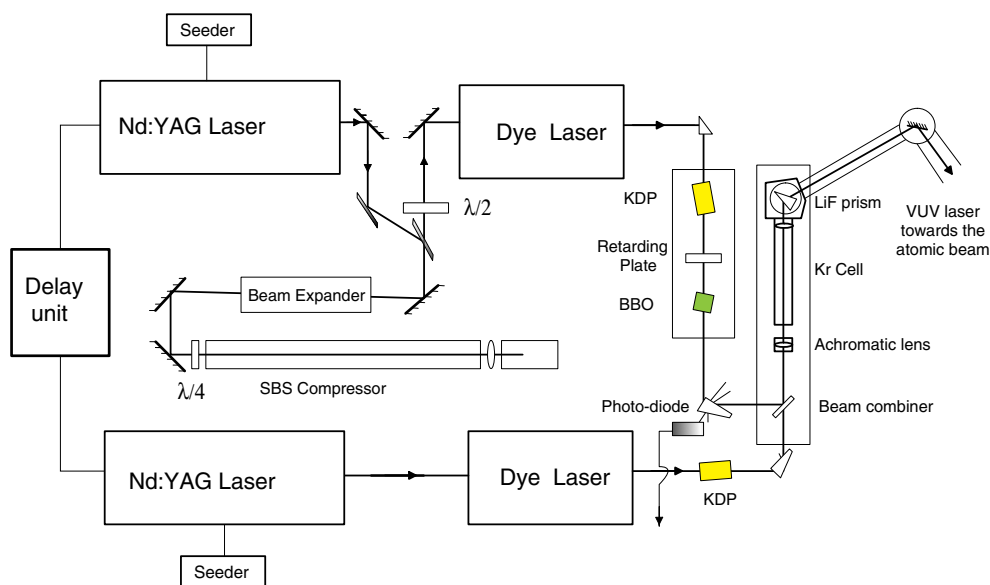 Seeder
Nd:YAG Laser
Dye Laser
λ/2
KDP
Retarding
Plate
BBO
LiF prism
VUV laser
towards the
atomic beam
Kr Cell
Delay
unit
Beam Expander
λ/4
SBS Compressor
Achromatic lens
Photo-diode
Beam combiner
Nd:YAG Laser
Dye Laser
KDP
Seeder